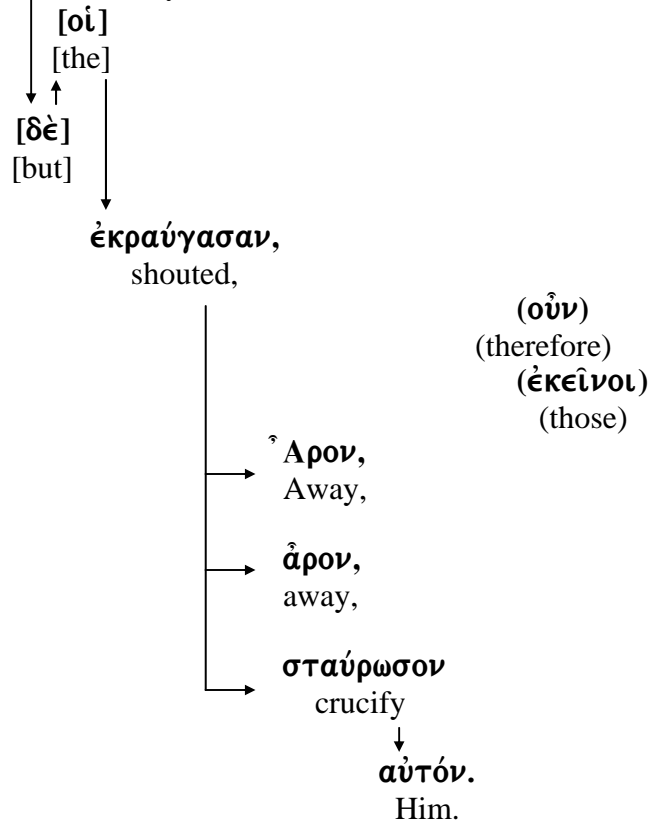 [οἱ]
[the]
[δὲ]
[but]
ἐκραύγασαν,
shouted,
(οὖν)
(therefore)
(ἐκεῖνοι)
(those)
῏Αρον,
Away,
ἆρον,
away,
σταύρωσον
crucify
αὐτόν.
Him.